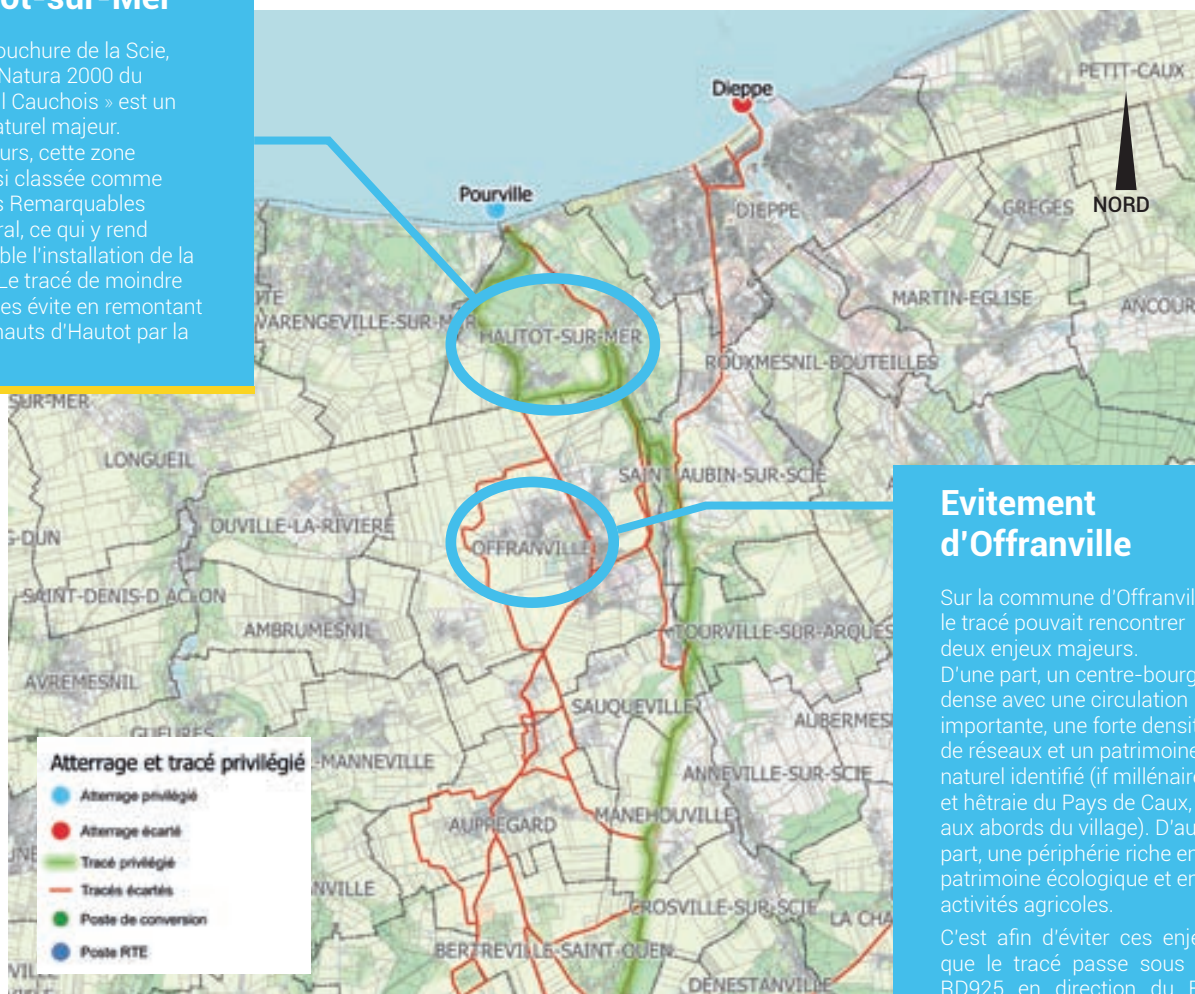 ot-sur-Mer
ouchure de la Scie,
Natura 2000 du
l Cauchois » est un
aturel majeur.
urs, cette zone
si classée comme
s Remarquables
ral, ce qui y rend
ble l'installation de la
Le tracé de moindre
es évite en remontant
hauts d'Hautot par la
Dieppe
PETIT-CAUX
Pourville
DIEPPE
GREGES
NORD
VARENGEVILLE-SUR-MER
HAUTOT-SUR-MER
MARTIN-EGLISE
ANCOUR
ROUXMESNIL-BOUTEILLES
SUR-MER
LONGUEIL
SAINT-AUBIN-SUR-SCIE
OUVILLE-LA-RIVIERE
-DUN
OFFRANVILLE
SAINT-DENIS-D'ACLON
AMBRUMESNIL
TOURVILLE-SUR-ARQUES
AVREMESNIL
SAUQUEVILLE
AUBERMES
GUEURES
-MANNEVILLE
ANNEVILLE-SUR-SCIE
MANEHOUVILLE
AUPPEGARD
NVILLE
CROSVILLE-SUR-SCIE
LA CHA
BERTREVILLE-SAINT-OUEN
DENESTANVILLE
VILLE
Evitement
d'Offranville
Sur la commune d'Offranvil
le tracé pouvait rencontrer
deux enjeux majeurs.
D'une part, un centre-bourg
dense avec une circulation
importante, une forte densit
de réseaux et un patrimoine
naturel identifié (if millénaire
et hêtraie du Pays de Caux,
aux abords du village). D'au
part, une périphérie riche en
patrimoine écologique et en
activités agricoles.
C'est afin d'éviter ces enje
que le tracé passe sous
RD925 en direction du
Atterrage et tracé privilégié
Atterrage privilégié
Atterrage écarté
Tracé privilégié
Tracés écartés
Poste de conversion
Poste RTE